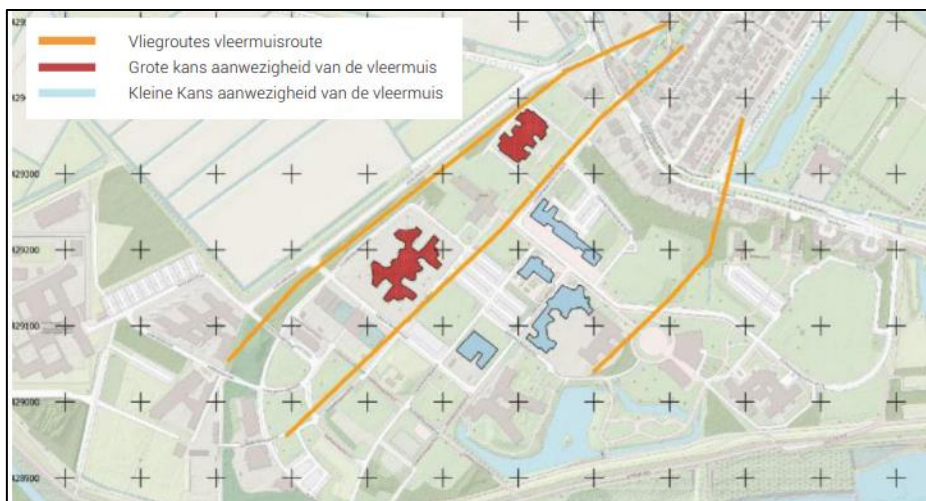 Vliegroutes vleermuisroute
Grote kans aanwezigheid van de vleermuis
Kleine Kans aanwezigheid van de vleermuis
429300
429200
429100
429000
428900